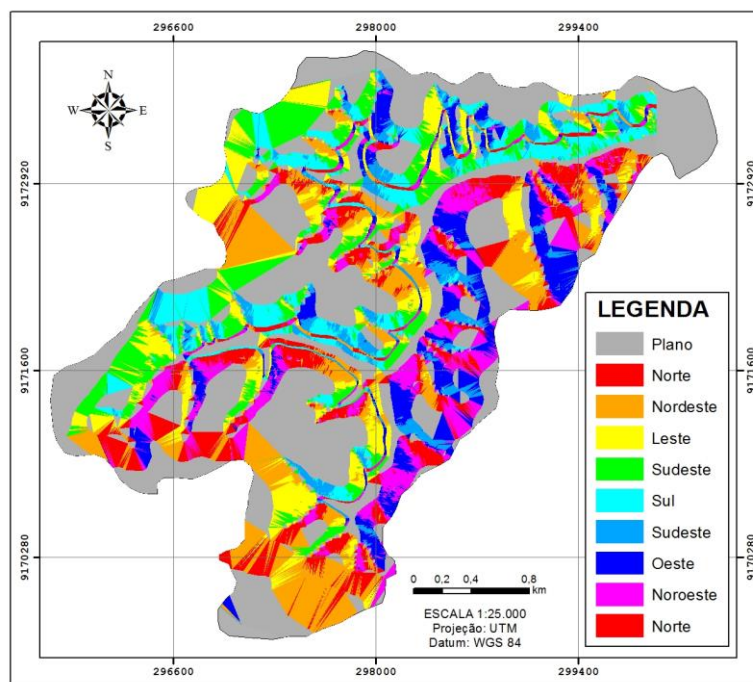 296600 298000 299400
N
W E
S
9172920 9172920
LEGENDA
Plano
Norte
Nordeste
Leste
Sudeste
Sul
Sudeste
Oeste
Noroeste
Norte
9171600 9171600
9170280 9170280
0 0,2 0,4 0,8
km
ESCALA 1:25.000
Projeção: UTM
Datum: WGS 84
296600 298000 299400